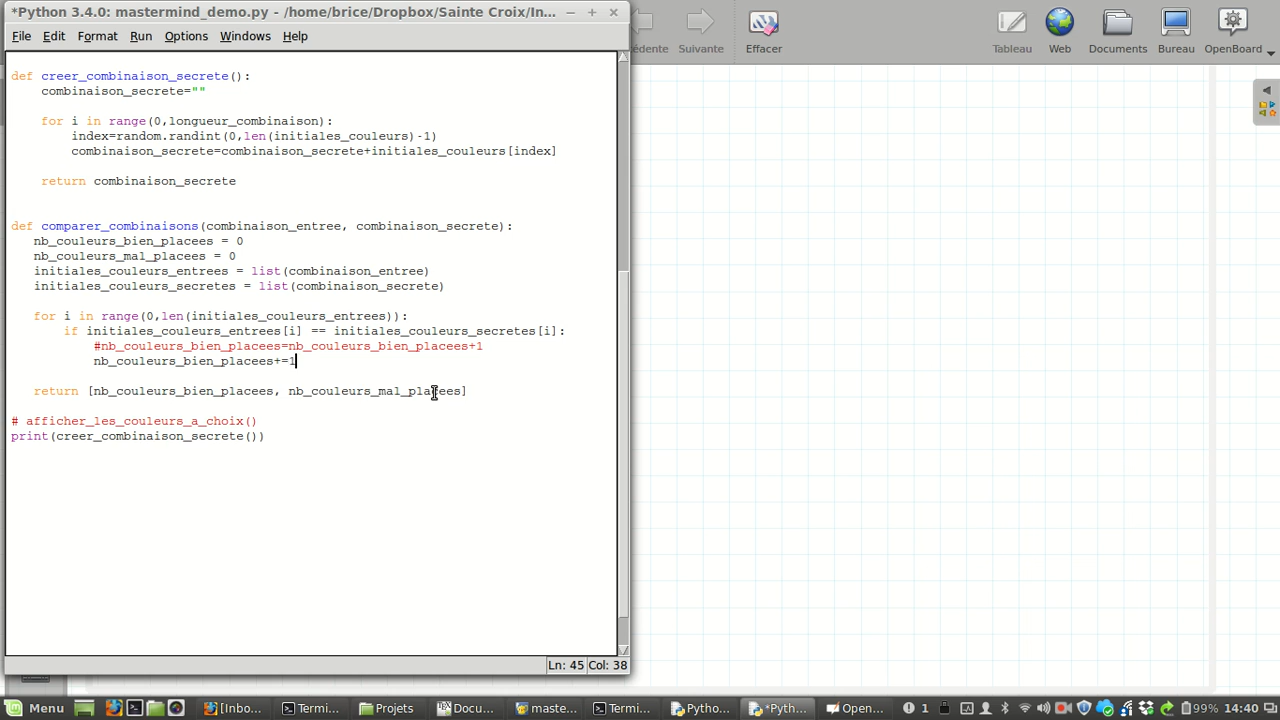 *Python 3.4.0: mastermind_demo.py - /home/brice/Dropbox/Sainte Croix/In...
File Edit Format Run Options Windows Help
def creer_combinaison_secrete():
combinaison_secrete=""
for i in range(0,longueur_combinaison):
index=random.randint(0,len(initiales_couleurs)-1)
combinaison_secrete=combinaison_secrete+initiales_couleurs[index]
return combinaison_secrete
def comparer_combinaisons(combinaison_entree, combinaison_secrete):
nb_couleurs_bien_placees = 0
nb_couleurs_mal_placees = 0
initiales_couleurs_entrees = list(combinaison_entree)
initiales_couleurs_secretes = list(combinaison_secrete)
for i in range(0,len(initiales_couleurs_entrees)):
if initiales_couleurs_entrees[i] == initiales_couleurs_secretes[i]:
#nb_couleurs_bien_placees=nb_couleurs_bien_placees+1
nb_couleurs_bien_placees+=1
return [nb_couleurs_bien_placees, nb_couleurs_mal_placees]
# afficher_les_couleurs_a_choix()
print(creer_combinaison_secrete())
Ln: 45 Col: 38
édente Suivante Effacer Tableau Web Documents Bureau OpenBoard
Menu [Inbo... Termi... Projets Docu... maste... Termi... Pytho... *Pyth... Open... 1 99% 14:40